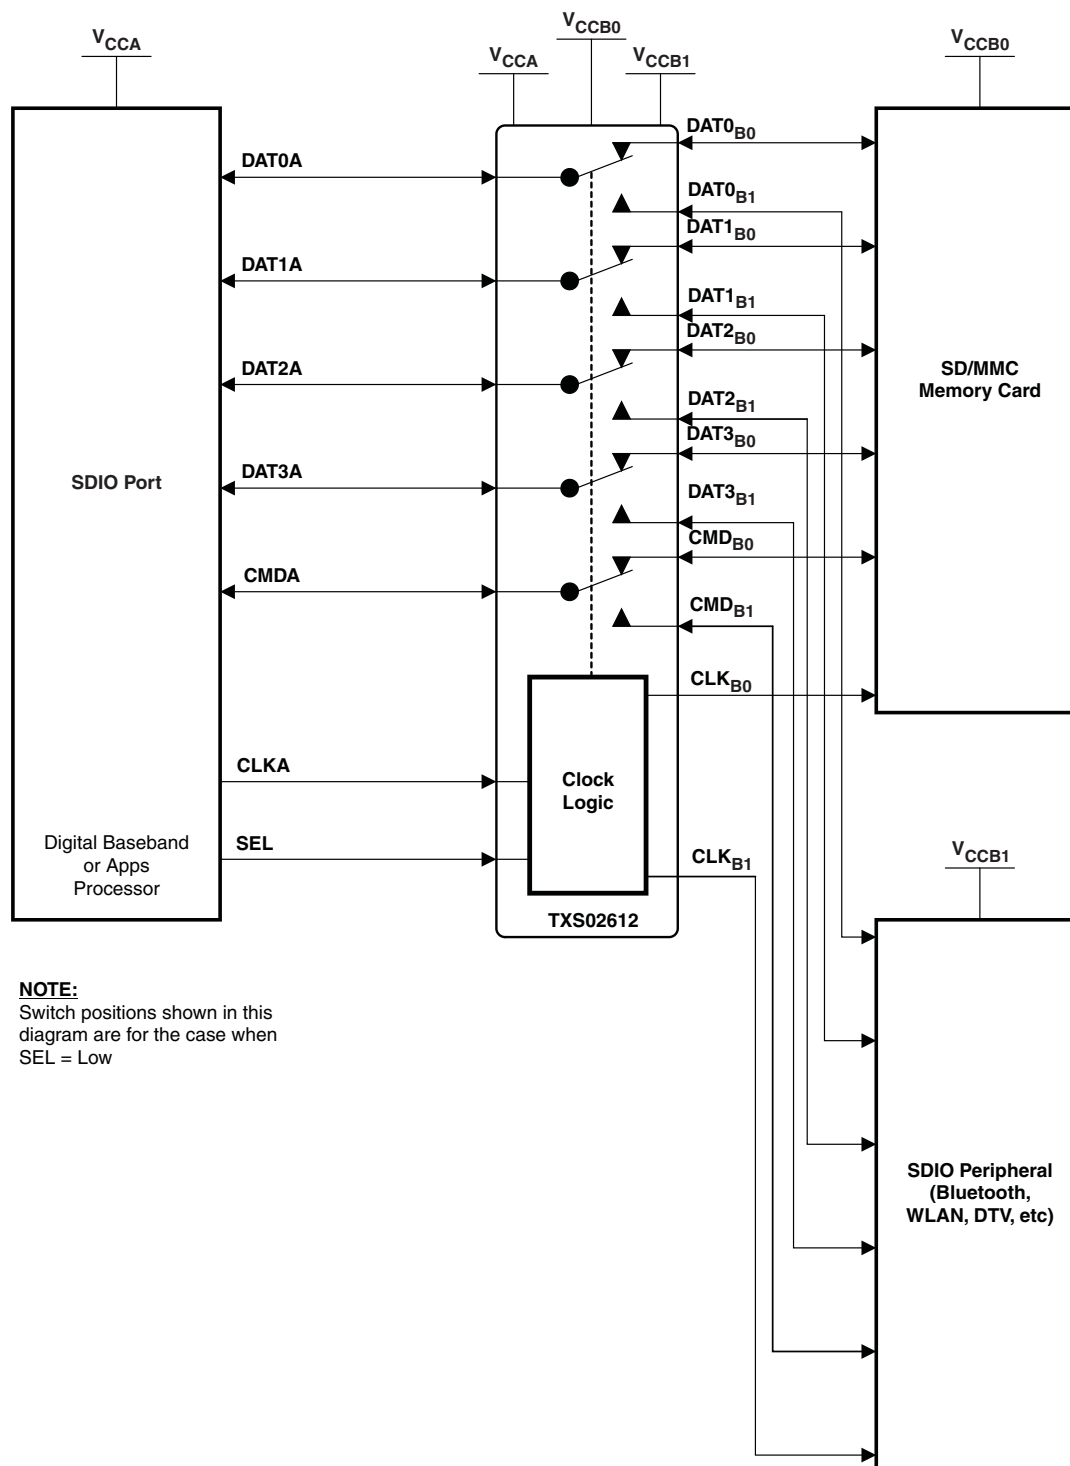 VCCA
VCCA
VCCB0
VCCB1
VCCB0
DAT0A
DAT0B0
DAT0B1
DAT1A
DAT1B0
DAT1B1
DAT2A
DAT2B0
DAT2B1
DAT3A
DAT3B0
DAT3B1
CMDA
CMDB0
CMDB1
CLKB0
SDIO Port
SD/MMC
Memory Card
CLKA
Clock
Logic
SEL
CLKB1
Digital Baseband
or Apps
Processor
TXS02612
VCCB1
NOTE:
Switch positions shown in this
diagram are for the case when
SEL = Low
SDIO Peripheral
(Bluetooth,
WLAN, DTV, etc)